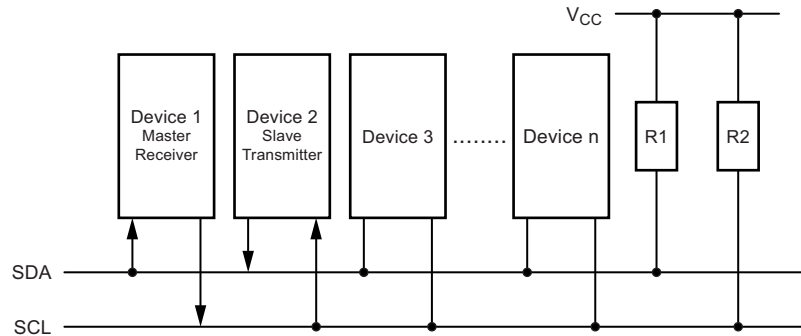 VCC
Device 1
Master
Receiver
Device 2
Slave
Transmitter
Device 3
........
Device n
R1
R2
SDA
SCL